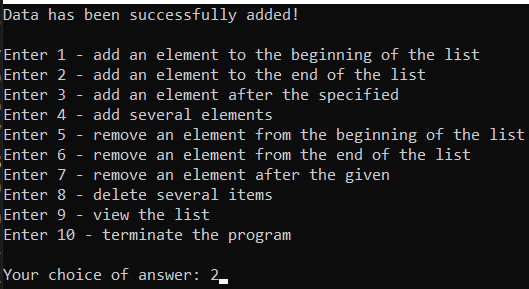 Data has been successfully added!
Enter 1 - add an element to the beginning of the list
Enter 2 - add an element to the end of the list
Enter 3 - add an element after the specified
Enter 4 - add several elements
Enter 5 - remove an element from the beginning of the list
Enter 6 - remove an element from the end of the list
Enter 7 - remove an element after the given
Enter 8 - delete several items
Enter 9 - view the list
Enter 10 - terminate the program
Your choice of answer: 2